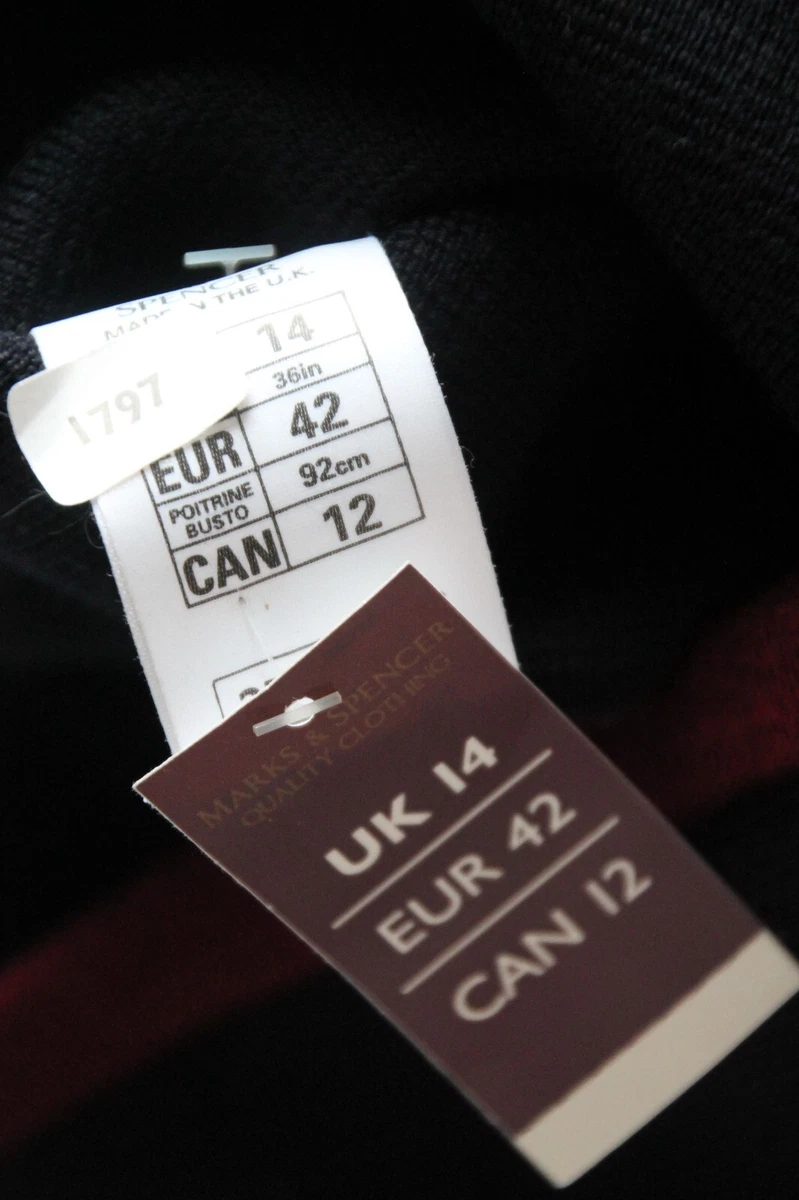 SPENCER
MADE IN THE U.K.
14
36in
1797
EUR 42
POITRINE
BUSTO 92cm
CAN 12
MARKS & SPENCER
QUALITY CLOTHING
UK 14
EUR 42
CAN 12